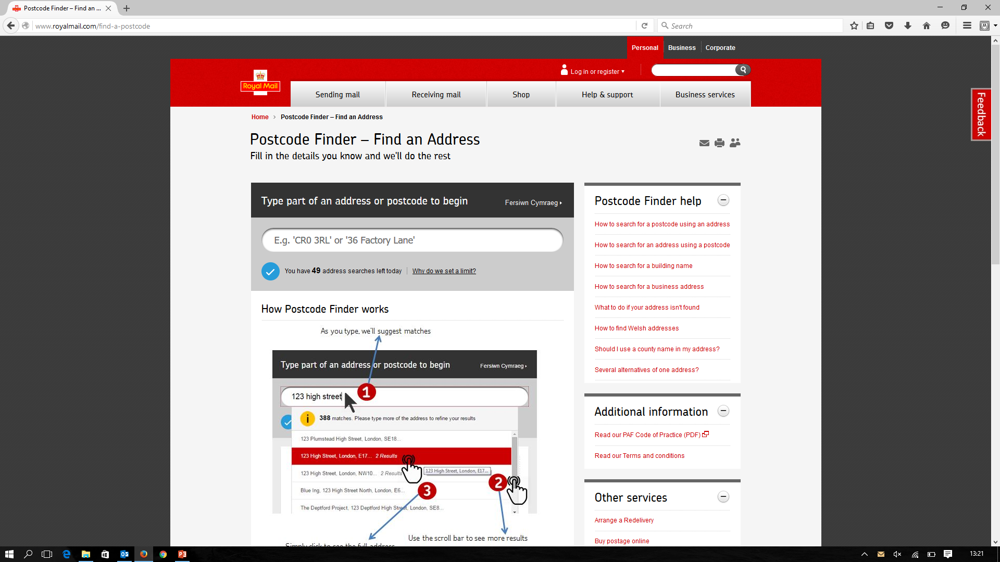 Postcode Finder – Find an ...
www.royalmail.com/find-a-postcode
Search
Personal
Business
Corporate
Log in or register
Royal Mail
Sending mail
Receiving mail
Shop
Help & support
Business services
Feedback
Home > Postcode Finder – Find an Address
Postcode Finder – Find an Address
Fill in the details you know and we'll do the rest
Type part of an address or postcode to begin
Fersiwn Cymraeg
E.g. 'CR0 3RL' or '36 Factory Lane'
You have 49 address searches left today
Why do we set a limit?
How Postcode Finder works
As you type, we'll suggest matches
Type part of an address or postcode to begin
Fersiwn Cymraeg
123 high street
1
i
388 matches. Please type more of the address to refine your results
123 Plumstead High Street, London, SE18...
123 High Street, London, E17... 2 Results
123 High Street, London, NW10... 2 Results
123 High Street, London, E17...
2
Blue Ing, 123 High Street North, London, E6...
3
The Deptford Project, 123 Deptford High Street, London, SE8...
Use the scroll bar to see more results
Simply click to see the full address
Postcode Finder help
How to search for a postcode using an address
How to search for an address using a postcode
How to search for a building name
How to search for a business address
What to do if your address isn't found
How to find Welsh addresses
Should I use a county name in my address?
Several alternatives of one address?
Additional information
Read our PAF Code of Practice (PDF)
Read our Terms and conditions
Other services
Arrange a Redelivery
Buy postage online
13:21